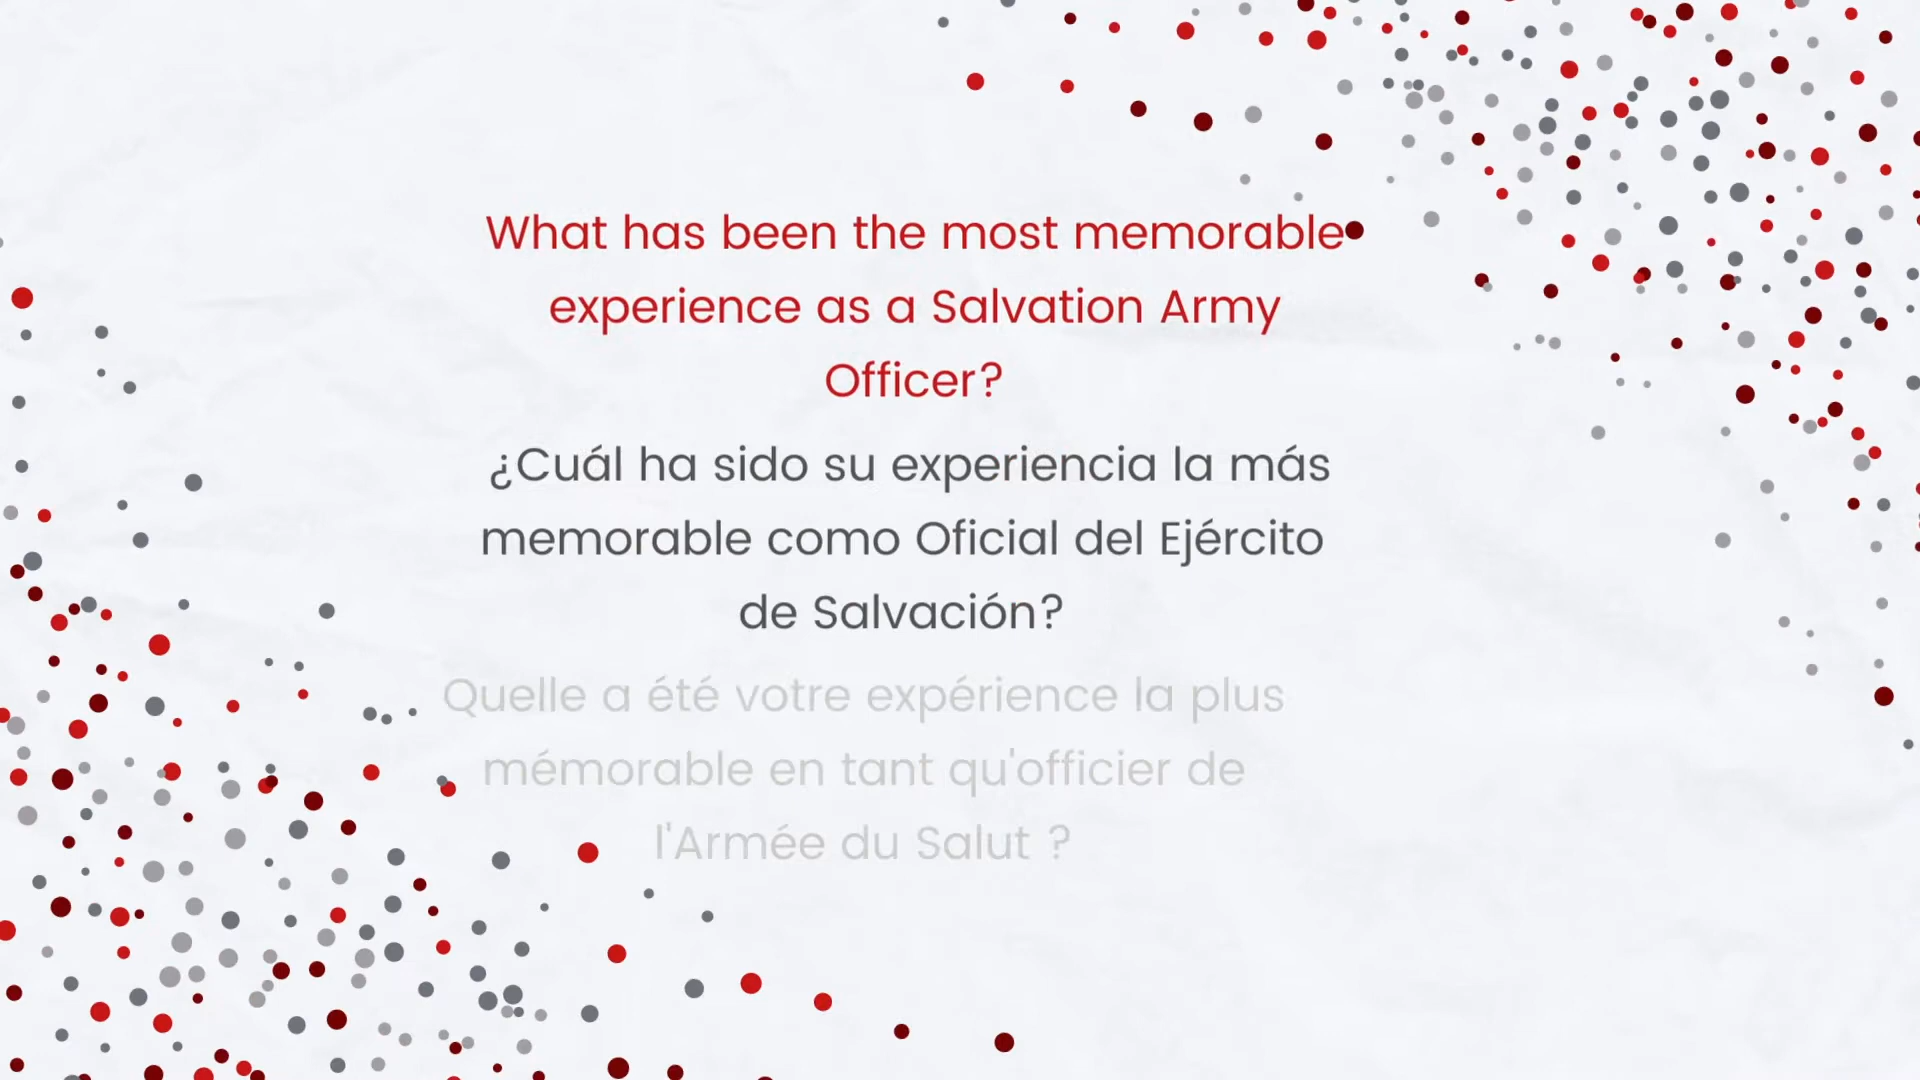 What has been the most memorable
experience as a Salvation Army
Officer?
¿Cuál ha sido su experiencia la más
memorable como Oficial del Ejército
de Salvación?
Quelle a été votre expérience la plus
mémorable en tant qu'officier de
l'Armée du Salut ?